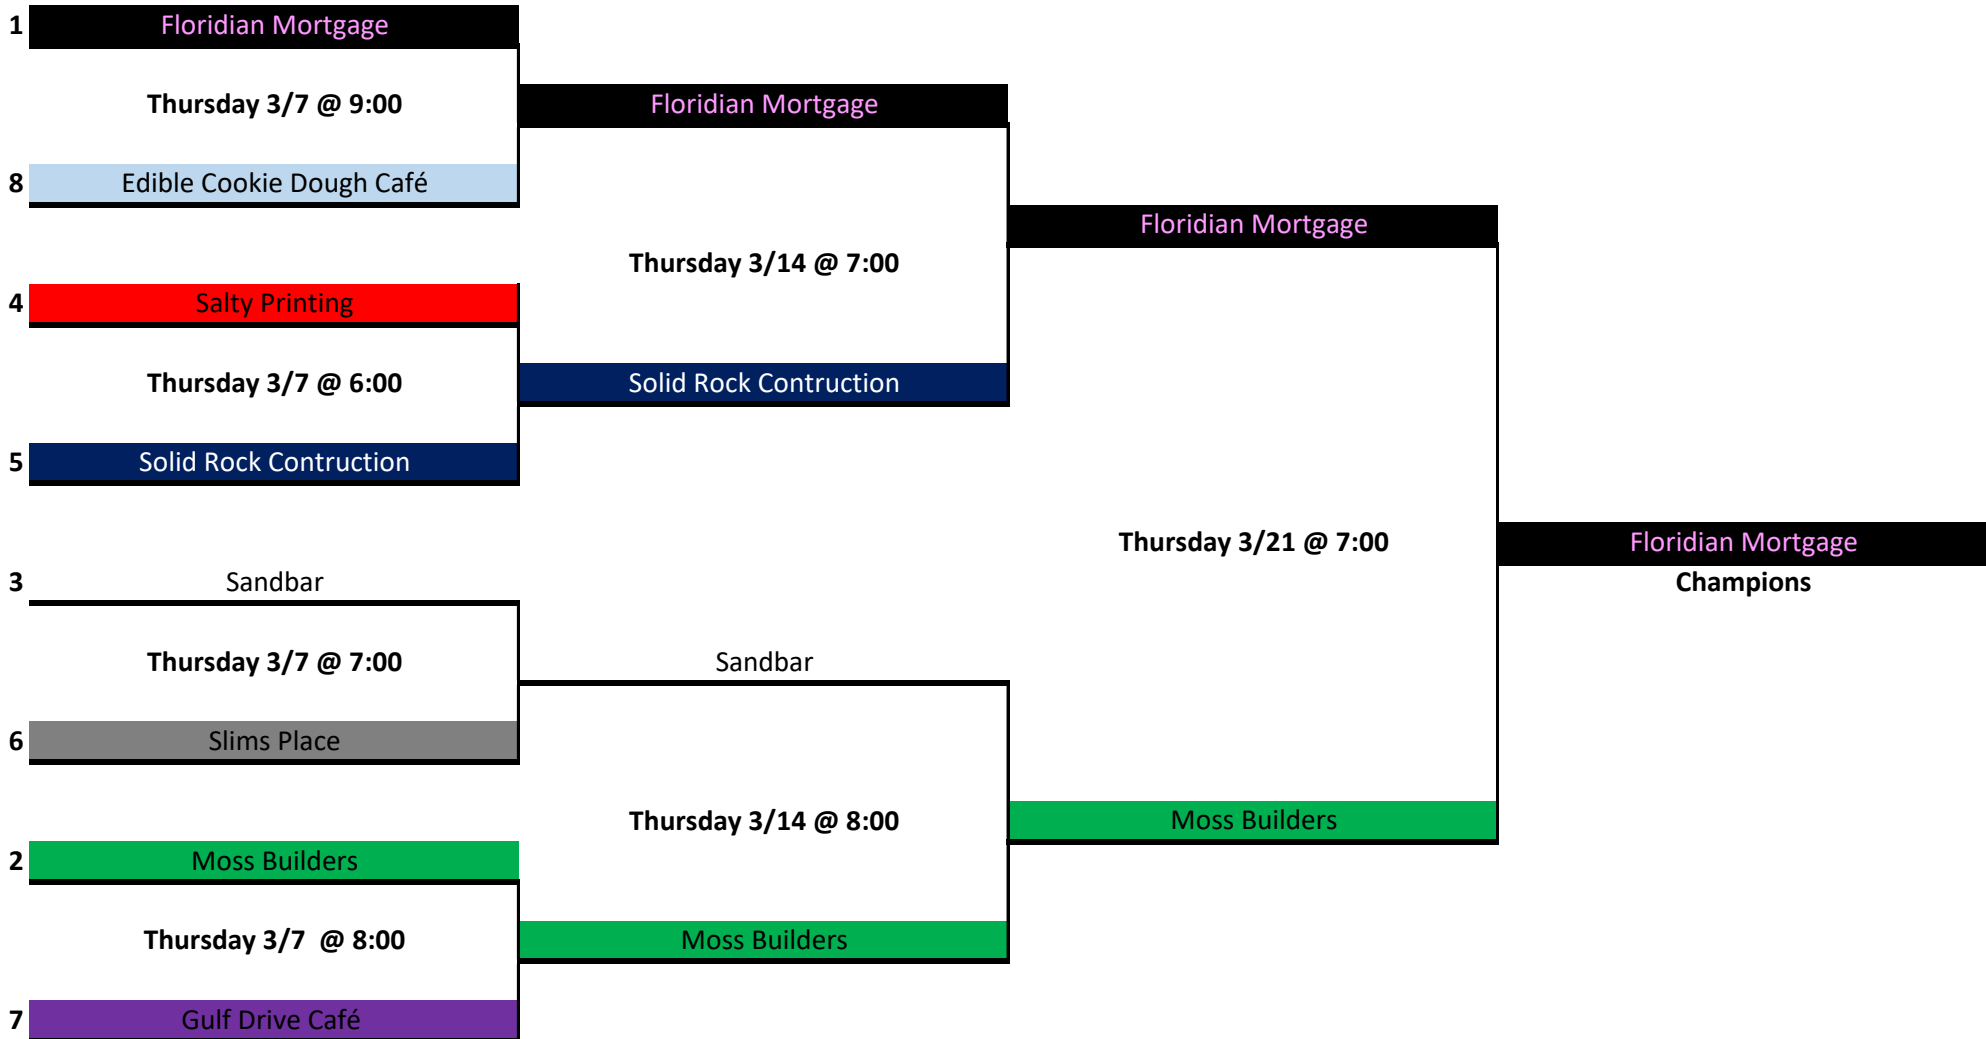 1 Floridian Mortgage
Thursday 3/7 @ 9:00
Floridian Mortgage
8 Edible Cookie Dough Café
Floridian Mortgage
Thursday 3/14 @ 7:00
4 Salty Printing
Thursday 3/7 @ 6:00
Solid Rock Contruction
5 Solid Rock Contruction
Thursday 3/21 @ 7:00
Floridian Mortgage
3 Sandbar
Champions
Thursday 3/7 @ 7:00
Sandbar
6 Slims Place
Thursday 3/14 @ 8:00
Moss Builders
2 Moss Builders
Thursday 3/7  @ 8:00
Moss Builders
7 Gulf Drive Café